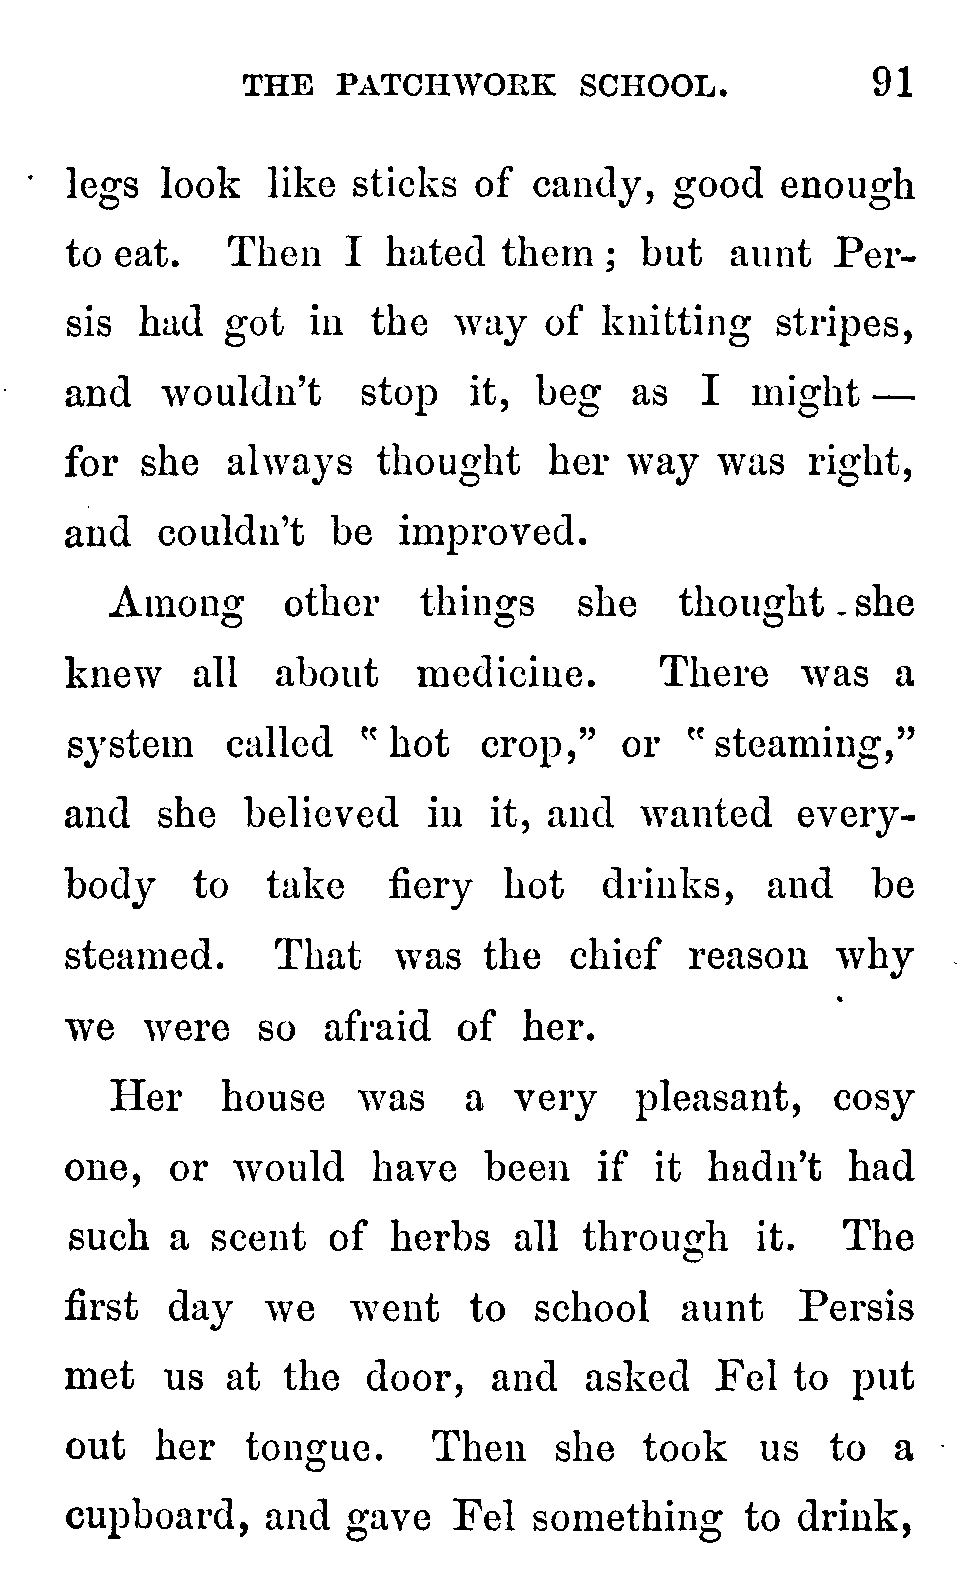 THE PATCHWORK SCHOOL. 91
legs look like sticks of candy, good enough
to eat. Then I hated them; but aunt Per-
sis had got in the way of knitting stripes,
and wouldn't stop it, beg as I might—
for she always thought her way was right,
and couldn't be improved.
Among other things she thought she
knew all about medicine. There was a
system called "hot crop," or "steaming,"
and she believed in it, and wanted every-
body to take fiery hot drinks, and be
steamed. That was the chief reason why
we were so afraid of her.
Her house was a very pleasant, cosy
one, or would have been if it hadn't had
such a scent of herbs all through it. The
first day we went to school aunt Persis
met us at the door, and asked Fel to put
out her tongue. Then she took us to a
cupboard, and gave Fel something to drink,